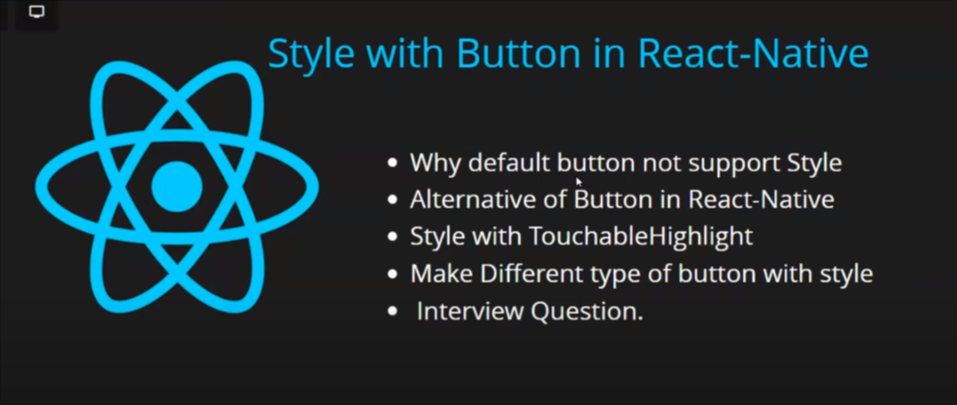 Style with Button in React-Native
• Why default button not support Style
• Alternative of Button in React-Native
• Style with TouchableHighlight
• Make Different type of button with style
• Interview Question.